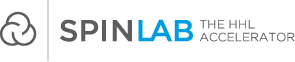 SPINLAB
THE HHL
ACCELERATOR